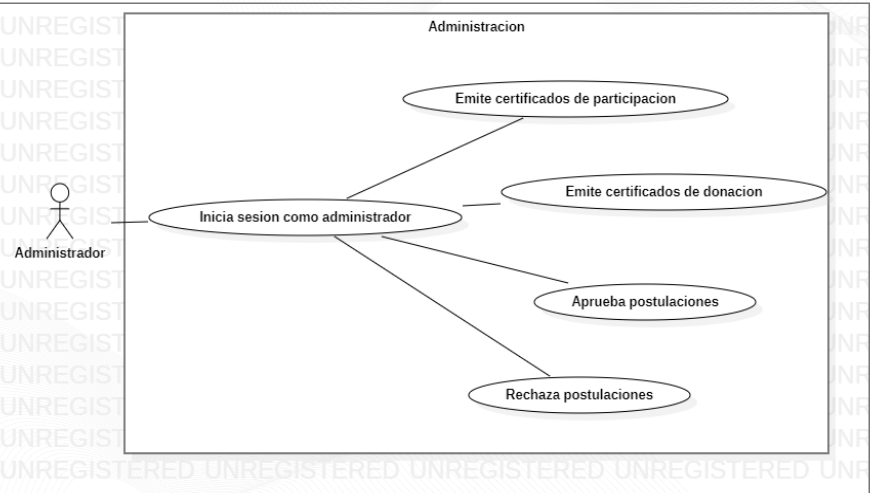 Administracion
Emite certificados de participacion
Emite certificados de donacion
Inicia sesion como administrador
Administrador
Aprueba postulaciones
Rechaza postulaciones
UNREGISTERED UNREGISTERED UNREGISTERED UNREGISTERED UNR